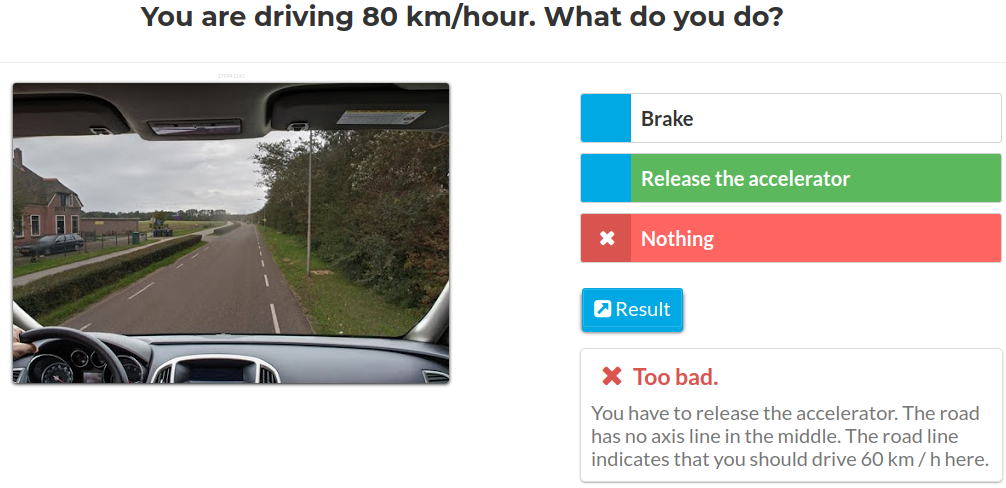 You are driving 80 km/hour. What do you do?
Brake
Release the accelerator
Nothing
Result
Too bad.
You have to release the accelerator. The road
has no axis line in the middle. The road line
indicates that you should drive 60 km / h here.